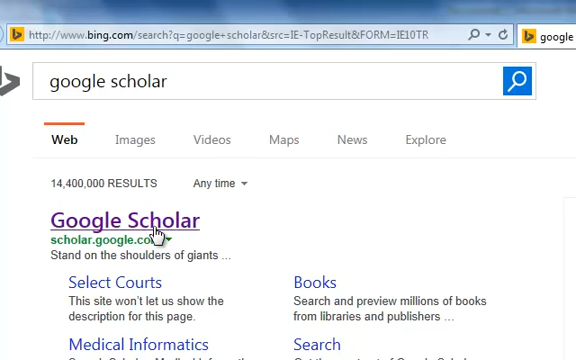 http://www.bing.com/search?q=google+scholar&src=IE-TopResult&FORM=IE10TR
google
google scholar
Web Images Videos Maps News Explore
14,400,000 RESULTS Any time
Google Scholar
scholar.google.co
Stand on the shoulders of giants ...
Select Courts
This site won't let us show the
description for this page.
Books
Search and preview millions of books
from libraries and publishers ...
Medical Informatics
Search